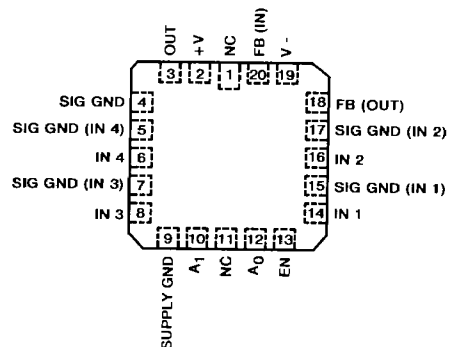 OUT
+V
NC
FB (IN)
V -
3
2
1
20
19
SIG GND 4
18 FB (OUT)
SIG GND (IN 4) 5
17 SIG GND (IN 2)
IN 4 6
16 IN 2
SIG GND (IN 3) 7
15 SIG GND (IN 1)
IN 3 8
14 IN 1
9
10
11
12
13
SUPPLY GND
A1
NC
A0
EN